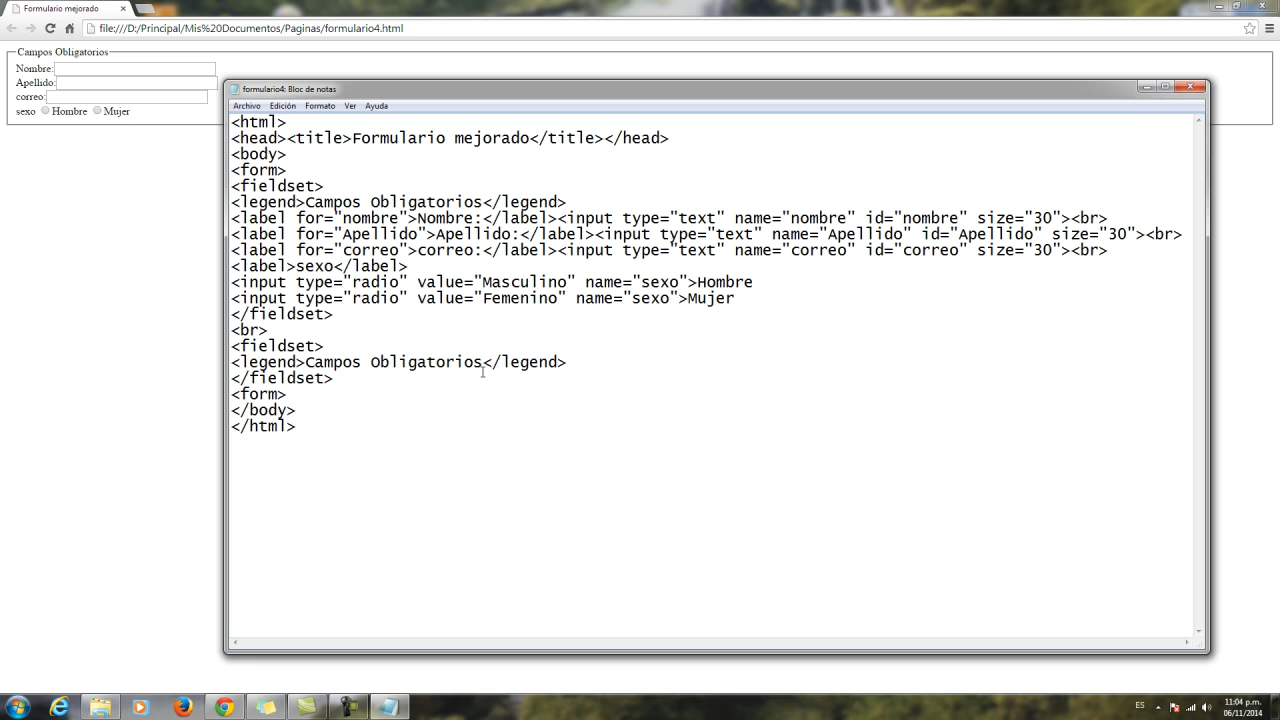 Formulario mejorado
file:///D:/Principal/Mis%20Documentos/Paginas/formulario4.html
Campos Obligatorios
Nombre:
Apellido:
correo:
sexo Hombre Mujer
formulario4: Bloc de notas
Archivo Edición Formato Ver Ayuda
<html>
<head><title>Formulario mejorado</title></head>
<body>
<form>
<fieldset>
<legend>Campos Obligatorios</legend>
<label for="nombre">Nombre:</label><input type="text" name="nombre" id="nombre" size="30"><br>
<label for="Apellido">Apellido:</label><input type="text" name="Apellido" id="Apellido" size="30"><br>
<label for="correo">correo:</label><input type="text" name="correo" id="correo" size="30"><br>
<label>sexo</label>
<input type="radio" value="Masculino" name="sexo">Hombre
<input type="radio" value="Femenino" name="sexo">Mujer
</fieldset>
<br>
<fieldset>
<legend>Campos Obligatorios</legend>
</fieldset>
<form>
</body>
</html>
ES
11:04 p.m.
06/11/2014